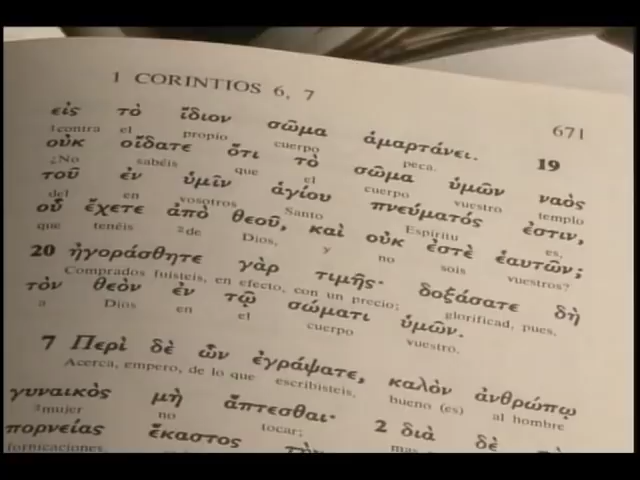 1 CORINTIOS 6, 7
671
εἰς τὸ ἴδιον σῶμα ἁμαρτάνει. 19
1contra el propio cuerpo peca.
οὐκ οἴδατε ὅτι τὸ σῶμα ὑμῶν ναὸς
¿No sabéis que el cuerpo vuestro templo
τοῦ ἐν ὑμῖν ἁγίου πνεύματός ἐστιν,
del en vosotros Santo Espíritu es,
οὗ ἔχετε ἀπὸ θεοῦ, καὶ οὐκ ἐστὲ ἑαυτῶν;
que tenéis 2de Dios, y no sois vuestros?
20 ἠγοράσθητε γὰρ τιμῆς· δοξάσατε δὴ
Comprados fuisteis, en efecto, con un precio; glorificad, pues.
τὸν θεὸν ἐν τῷ σώματι ὑμῶν.
a Dios en el cuerpo vuestro.
7 Περὶ δὲ ὧν ἐγράψατε, καλὸν ἀνθρώπῳ
Acerca, empero, de lo que escribisteis, bueno (es) al hombre
γυναικὸς μὴ ἅπτεσθαι· 2 διὰ δὲ
3mujer no tocar;
πορνείας ἕκαστος τὴν
fornicaciones